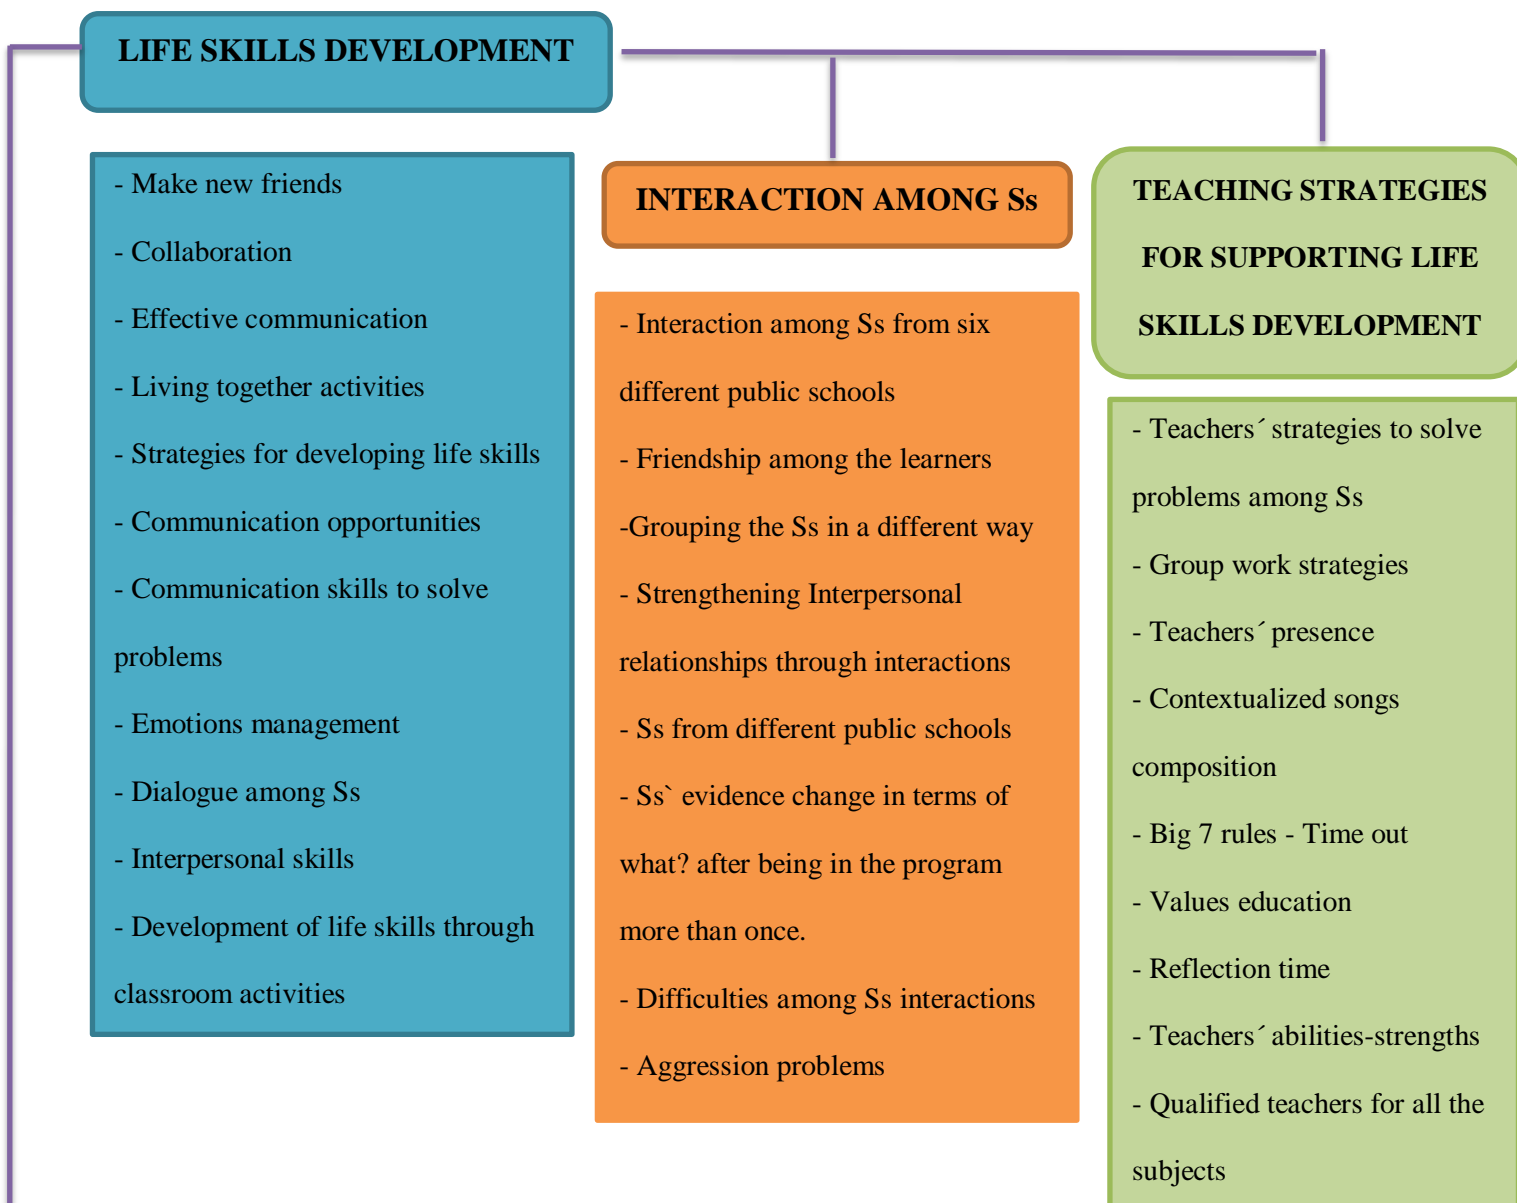 LIFE SKILLS DEVELOPMENT
- Make new friends
- Collaboration
- Effective communication
- Living together activities
- Strategies for developing life skills
- Communication opportunities
- Communication skills to solve
problems
- Emotions management
- Dialogue among Ss
- Interpersonal skills
- Development of life skills through
classroom activities
INTERACTION AMONG Ss
- Interaction among Ss from six
different public schools
- Friendship among the learners
-Grouping the Ss in a different way
- Strengthening Interpersonal
relationships through interactions
- Ss from different public schools
- Ss` evidence change in terms of
what? after being in the program
more than once.
- Difficulties among Ss interactions
- Aggression problems
TEACHING STRATEGIES
FOR SUPPORTING LIFE
SKILLS DEVELOPMENT
- Teachers´ strategies to solve
problems among Ss
- Group work strategies
- Teachers´ presence
- Contextualized songs
composition
- Big 7 rules - Time out
- Values education
- Reflection time
- Teachers´ abilities-strengths
- Qualified teachers for all the
subjects